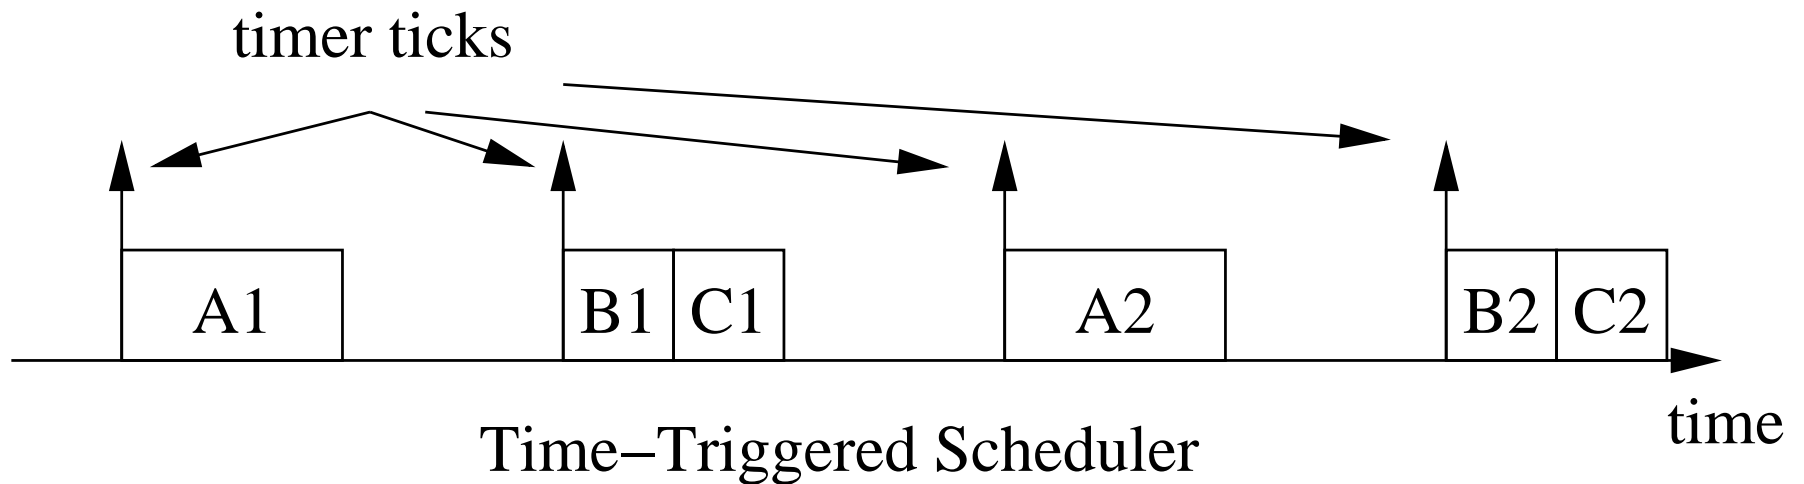 timer ticks
A1
B1
C1
A2
B2
C2
time
Time–Triggered Scheduler